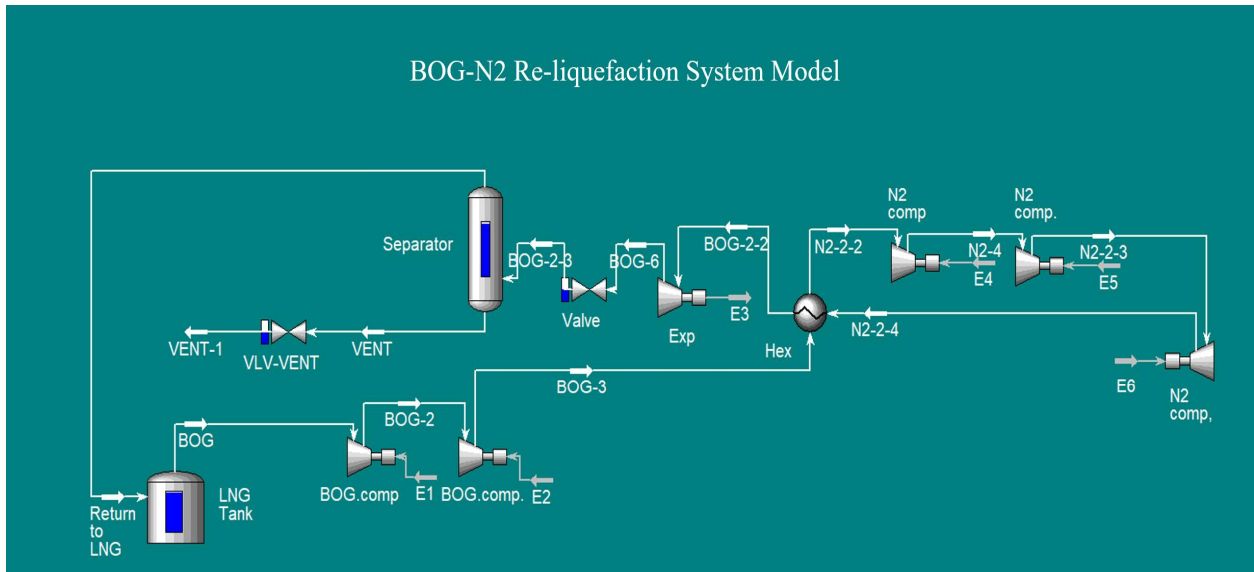 BOG-N2 Re-liquefaction System Model
N2
comp
N2
comp.
Separator
BOG-2-3
BOG-6
BOG-2-2
N2-2-2
N2-4
N2-2-3
E4
E5
Valve
Exp
E3
Hex
N2-2-4
VENT-1
VLV-VENT
VENT
E6
N2
comp,
BOG-3
BOG
BOG-2
BOG.comp
E1
BOG.comp.
E2
LNG
Tank
Return
to
LNG